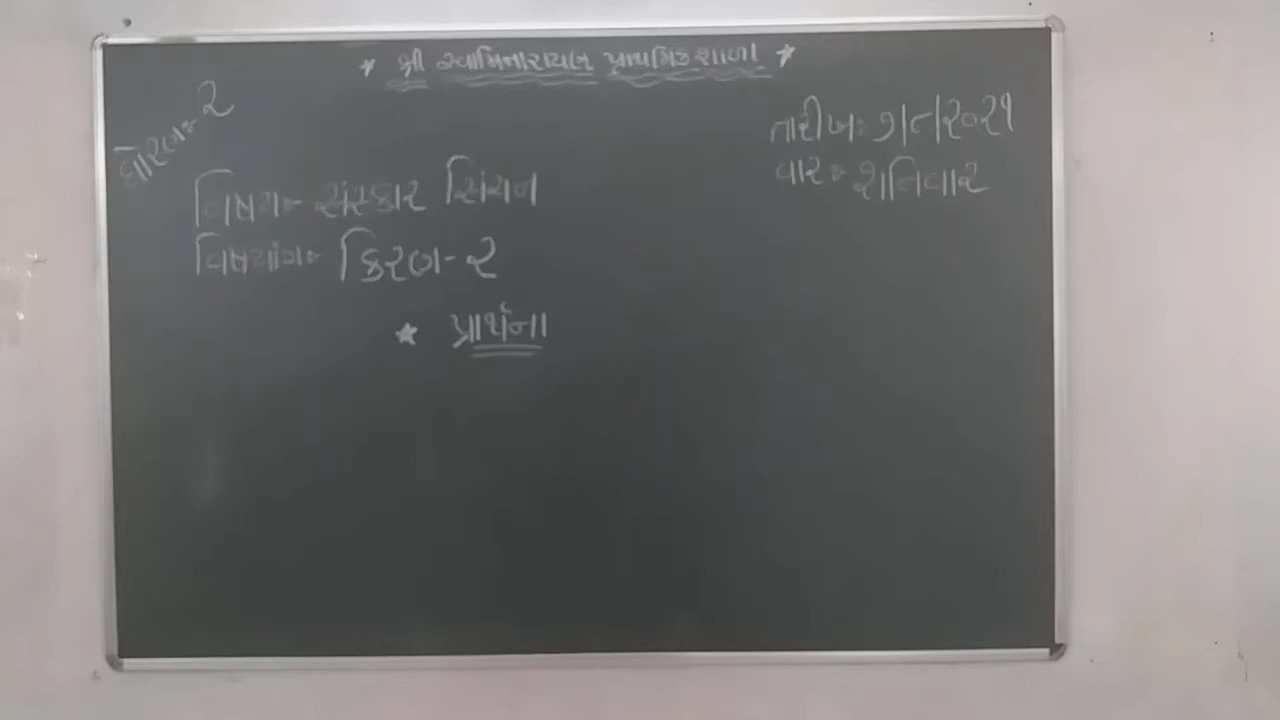 ★ શ્રી સ્વામિનારાયણ પ્રાથમિક શાળા ★
ધોરણ:- ૨
તારીખ: ૭/૮/૨૦૨૧
વાર:- શનિવાર
વિષય:- સંસ્કાર સિંચન
વિષયાંગ:- કિરણ- ૨
★ પ્રાર્થના